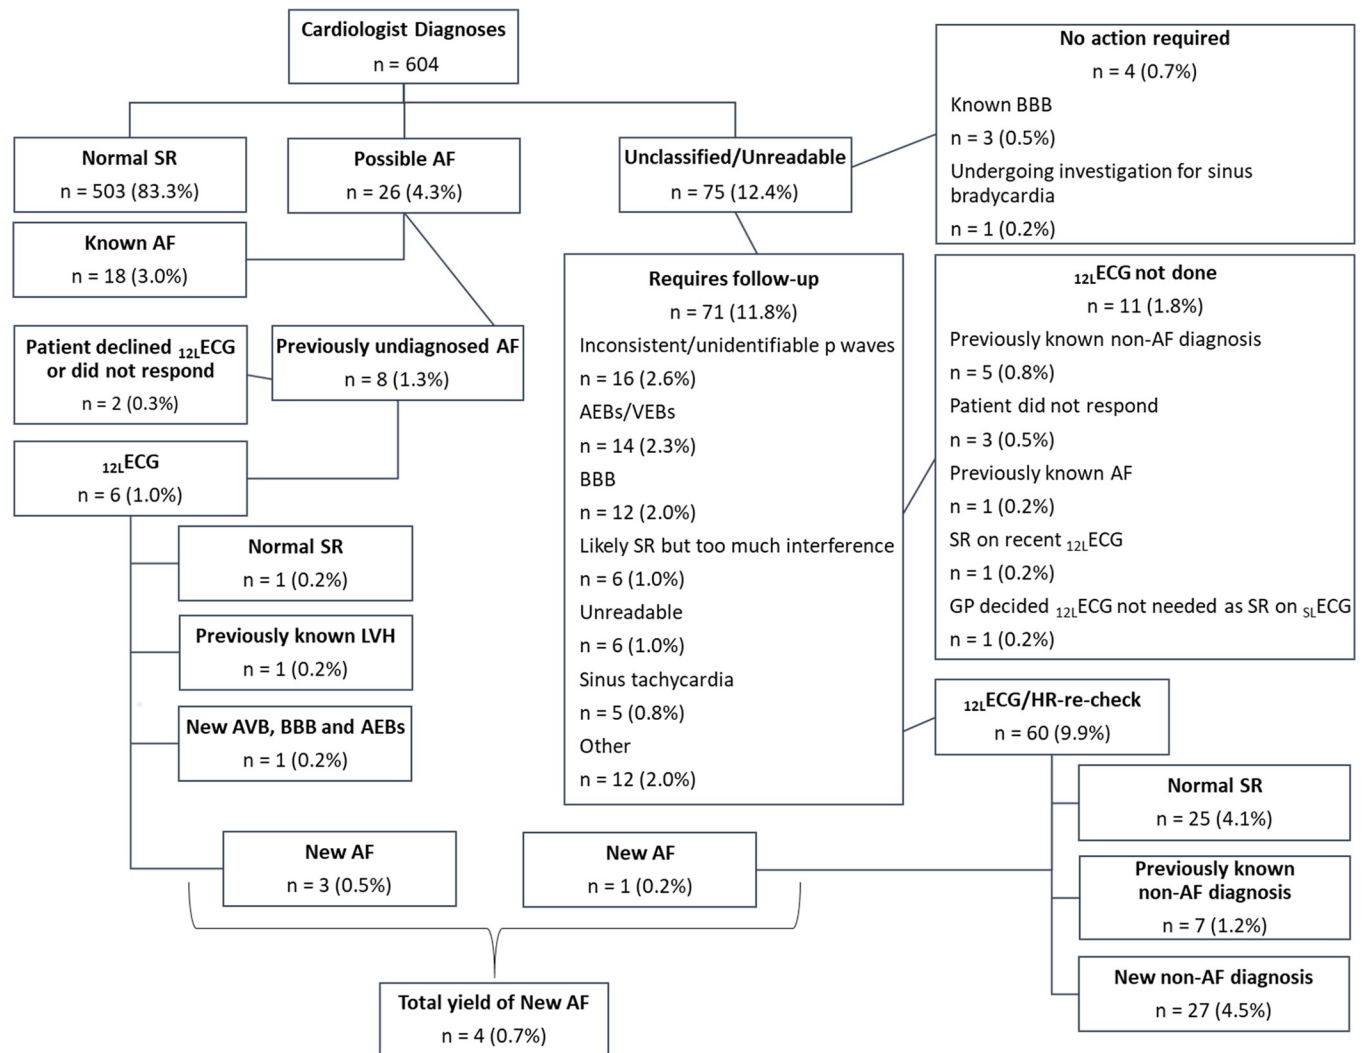 Cardiologist Diagnoses
n = 604
Normal SR
n = 503 (83.3%)
Possible AF
n = 26 (4.3%)
Unclassified/Unreadable
n = 75 (12.4%)
No action required
n = 4 (0.7%)
Known BBB
n = 3 (0.5%)
Undergoing investigation for sinus
bradycardia
n = 1 (0.2%)
Known AF
n = 18 (3.0%)
Previously undiagnosed AF
n = 8 (1.3%)
Patient declined 12LECG
or did not respond
n = 2 (0.3%)
12LECG
n = 6 (1.0%)
Normal SR
n = 1 (0.2%)
Previously known LVH
n = 1 (0.2%)
New AVB, BBB and AEBs
n = 1 (0.2%)
New AF
n = 3 (0.5%)
Requires follow-up
n = 71 (11.8%)
Inconsistent/unidentifiable p waves
n = 16 (2.6%)
AEBs/VEBs
n = 14 (2.3%)
BBB
n = 12 (2.0%)
Likely SR but too much interference
n = 6 (1.0%)
Unreadable
n = 6 (1.0%)
Sinus tachycardia
n = 5 (0.8%)
Other
n = 12 (2.0%)
12LECG not done
n = 11 (1.8%)
Previously known non-AF diagnosis
n = 5 (0.8%)
Patient did not respond
n = 3 (0.5%)
Previously known AF
n = 1 (0.2%)
SR on recent 12LECG
n = 1 (0.2%)
GP decided 12LECG not needed as SR on SLECG
n = 1 (0.2%)
12LECG/HR-re-check
n = 60 (9.9%)
Normal SR
n = 25 (4.1%)
Previously known
non-AF diagnosis
n = 7 (1.2%)
New non-AF diagnosis
n = 27 (4.5%)
New AF
n = 1 (0.2%)
Total yield of New AF
n = 4 (0.7%)